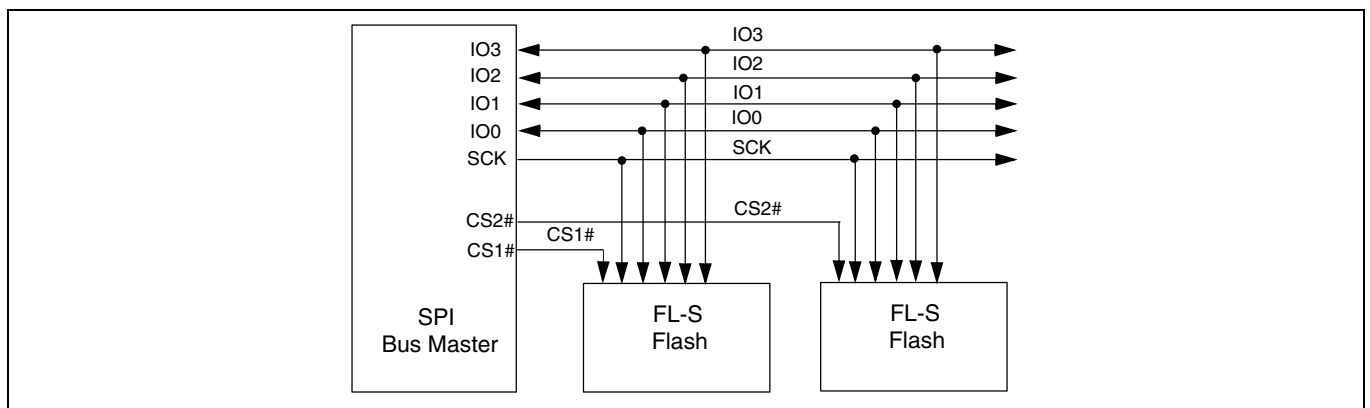 IO3
IO3
IO2
IO2
IO1
IO1
IO0
IO0
SCK
SCK
CS2#
CS2#
CS1#
CS1#
SPI
Bus Master
FL-S
Flash
FL-S
Flash